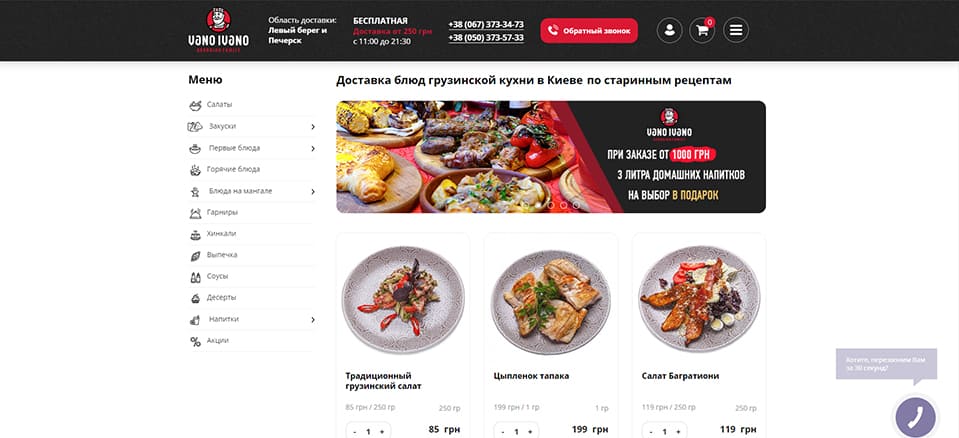 VANO IVANO
Область доставки:
Левый берег и
Печерск
БЕСПЛАТНАЯ
Доставка от 250 грн
с 11:00 до 21:30
+38 (067) 373-34-73
+38 (050) 373-57-33
Обратный звонок
0
Меню
Салаты
Закуски
Первые блюда
Горячие блюда
Блюда на мангале
Гарниры
Хинкали
Выпечка
Соусы
Десерты
Напитки
Акции
Доставка блюд грузинской кухни в Киеве по старинным рецептам
VANO IVANO
ПРИ ЗАКАЗЕ ОТ 1000 ГРН
3 ЛИТРА ДОМАШНИХ НАПИТКОВ
НА ВЫБОР В ПОДАРОК
Традиционный
грузинский салат
85 грн / 250 гр 250 гр
- 1 + 85 грн
Цыпленок тапака
199 грн / 1 гр 1 гр
- 1 + 199 грн
Салат Багратиони
119 грн / 250 гр 250 гр
- 1 + 119 грн
Хотите, перезвоним Вам
за 30 секунд?